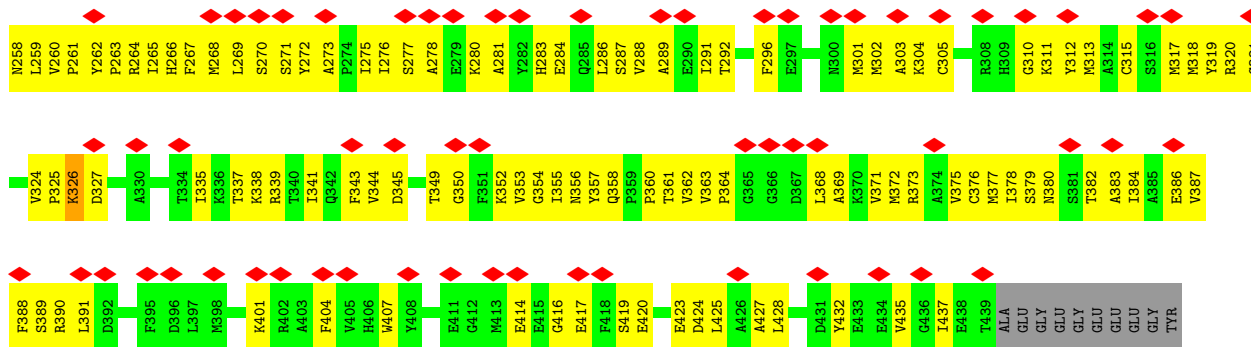 N258 L259 V260 P261 Y262 P263 R264 I265 H266 F267 M268 L269 S270 S271 Y272 A273 P274 I275 I276 S277 A278 E279 K280 A281 Y282 H283 E284 Q285 L286 S287 V288 A289 E290 I291 T292 F296 E297 N300 M301 M302 A303 K304 C305 R308 H309 G310 K311 Y312 M313 A314 C315 S316 M317 M318 Y319 R320
V324 P325 K326 D327 A330 T334 I335 K336 T337 K338 R339 T340 I341 Q342 F343 V344 D345 T349 G350 F351 K352 V353 G354 I355 N356 Y357 Q358 P359 P360 T361 V362 V363 P364 G365 G366 D367 L368 A369 K370 V371 M372 R373 A374 V375 C376 M377 I378 S379 N380 S381 T382 A383 I384 A385 E386 V387
F388 S389 R390 L391 D392 F395 D396 L397 M398 K401 R402 A403 F404 V405 H406 W407 Y408 E411 G412 M413 E414 E415 G416 E417 F418 S419 E420 E423 D424 L425 A426 A427 L428 D431 Y432 E433 E434 V435 G436 I437 E438 T439 ALA GLU GLY GLU GLY GLU GLU GLU GLY TYR